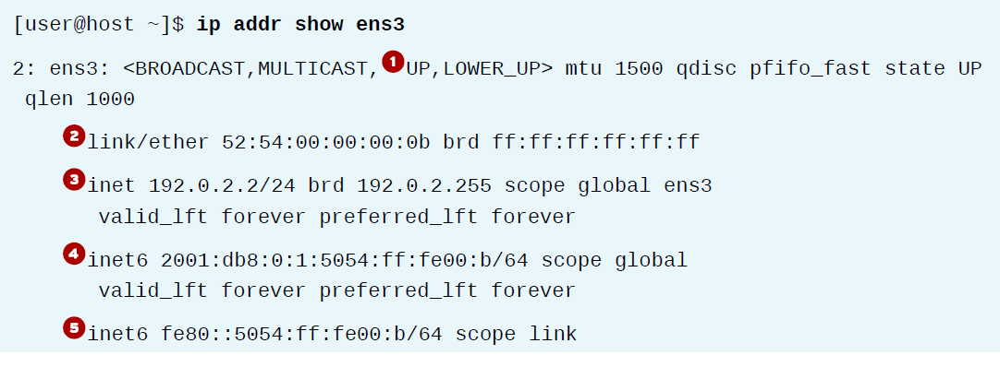 [user@host ~]$ ip addr show ens3
2: ens3: <BROADCAST,MULTICAST,1UP,LOWER_UP> mtu 1500 qdisc pfifo_fast state UP
qlen 1000
2link/ether 52:54:00:00:00:0b brd ff:ff:ff:ff:ff:ff
3inet 192.0.2.2/24 brd 192.0.2.255 scope global ens3
valid_lft forever preferred_lft forever
4inet6 2001:db8:0:1:5054:ff:fe00:b/64 scope global
valid_lft forever preferred_lft forever
5inet6 fe80::5054:ff:fe00:b/64 scope link